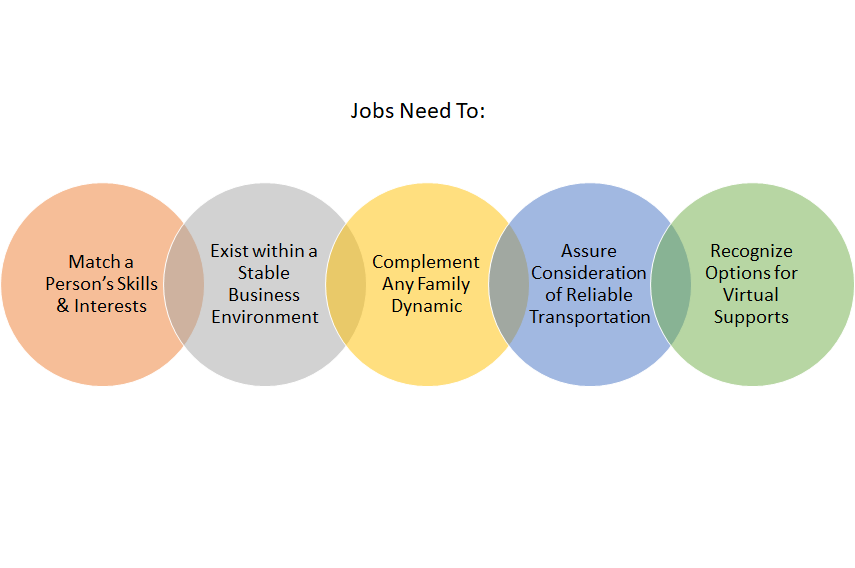 Jobs Need To:
Match a
Person’s Skills
& Interests
Exist within a
Stable
Business
Environment
Complement
Any Family
Dynamic
Assure
Consideration
of Reliable
Transportation
Recognize
Options for
Virtual
Supports